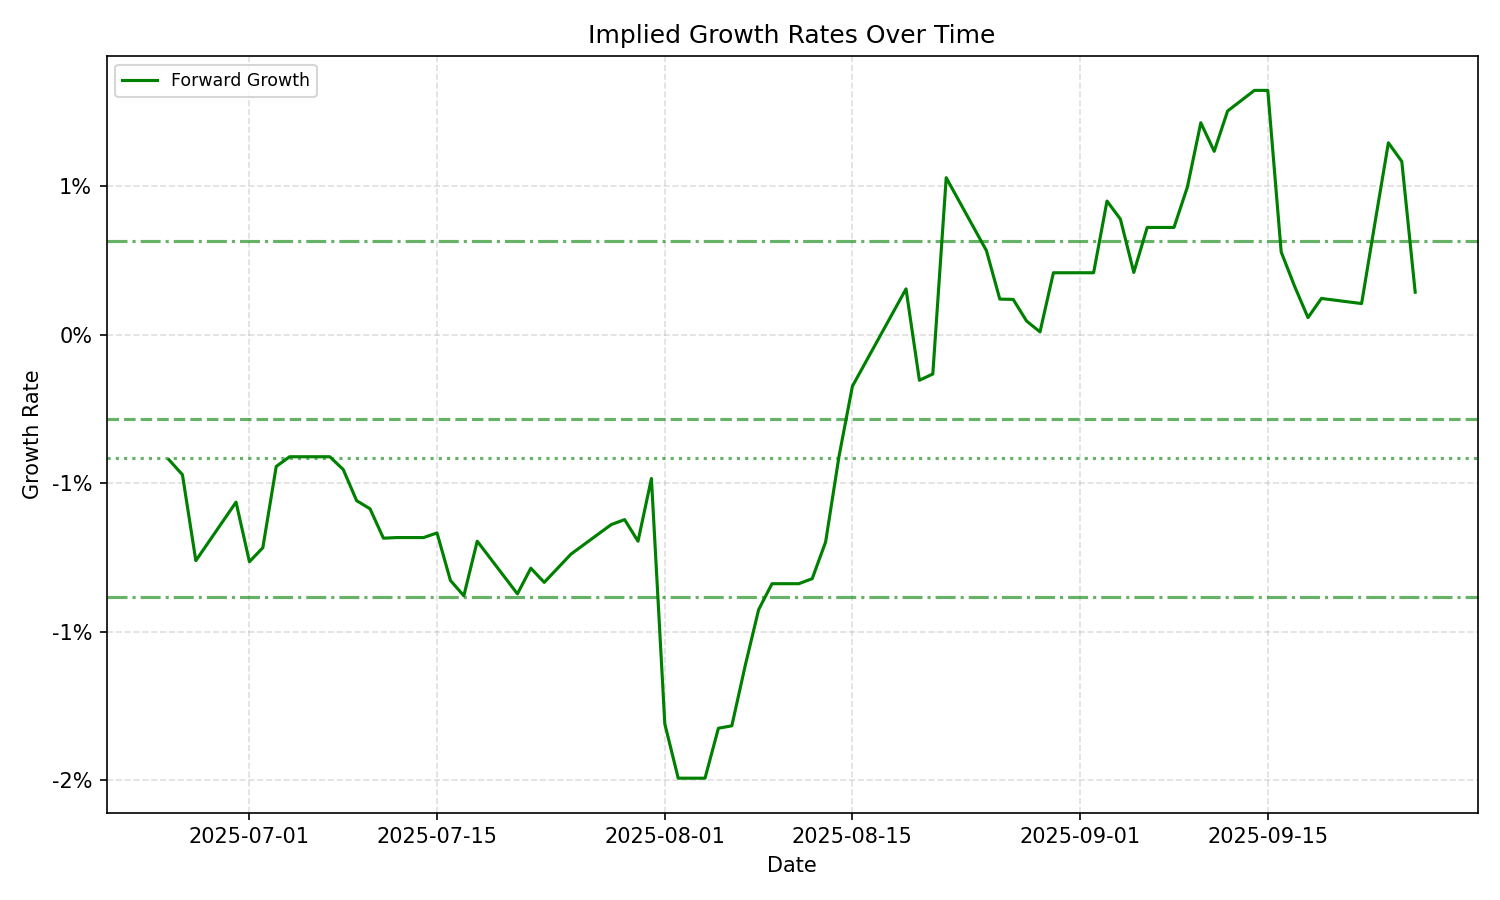 Implied Growth Rates Over Time
Forward Growth
Growth Rate
1%
0%
-1%
-1%
-2%
2025-07-01
2025-07-15
2025-08-01
2025-08-15
2025-09-01
2025-09-15
Date